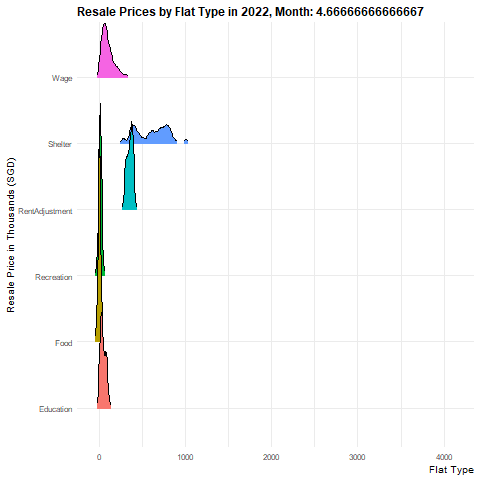 Resale Prices by Flat Type in 2022, Month: 4.66666666666667
Resale Price in Thousands (SGD)
Wage
Shelter
RentAdjustment
Recreation
Food
Education
0 1000 2000 3000 4000
Flat Type